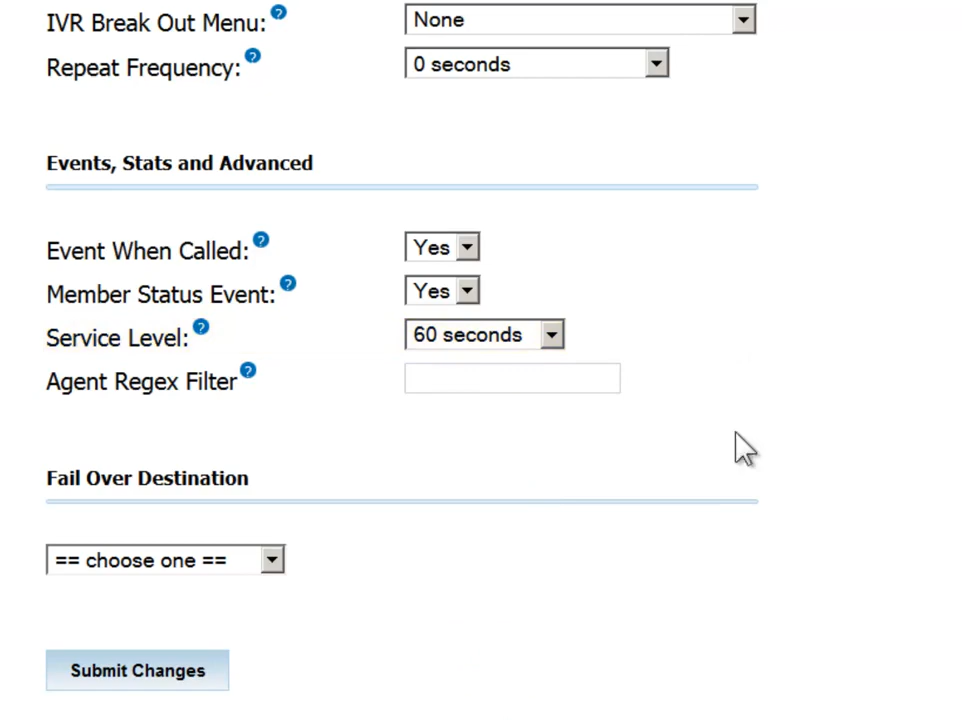 IVR Break Out Menu: ? None
Repeat Frequency: ? 0 seconds
Events, Stats and Advanced
Event When Called: ? Yes
Member Status Event: ? Yes
Service Level: ? 60 seconds
Agent Regex Filter ?
Fail Over Destination
== choose one ==
Submit Changes